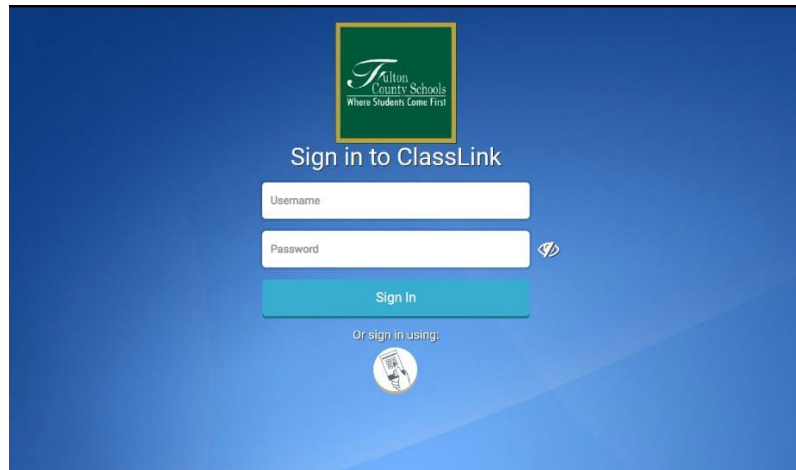 Fulton
County Schools
Where Students Come First
Sign in to ClassLink
Username
Password
Sign In
Or sign in using: